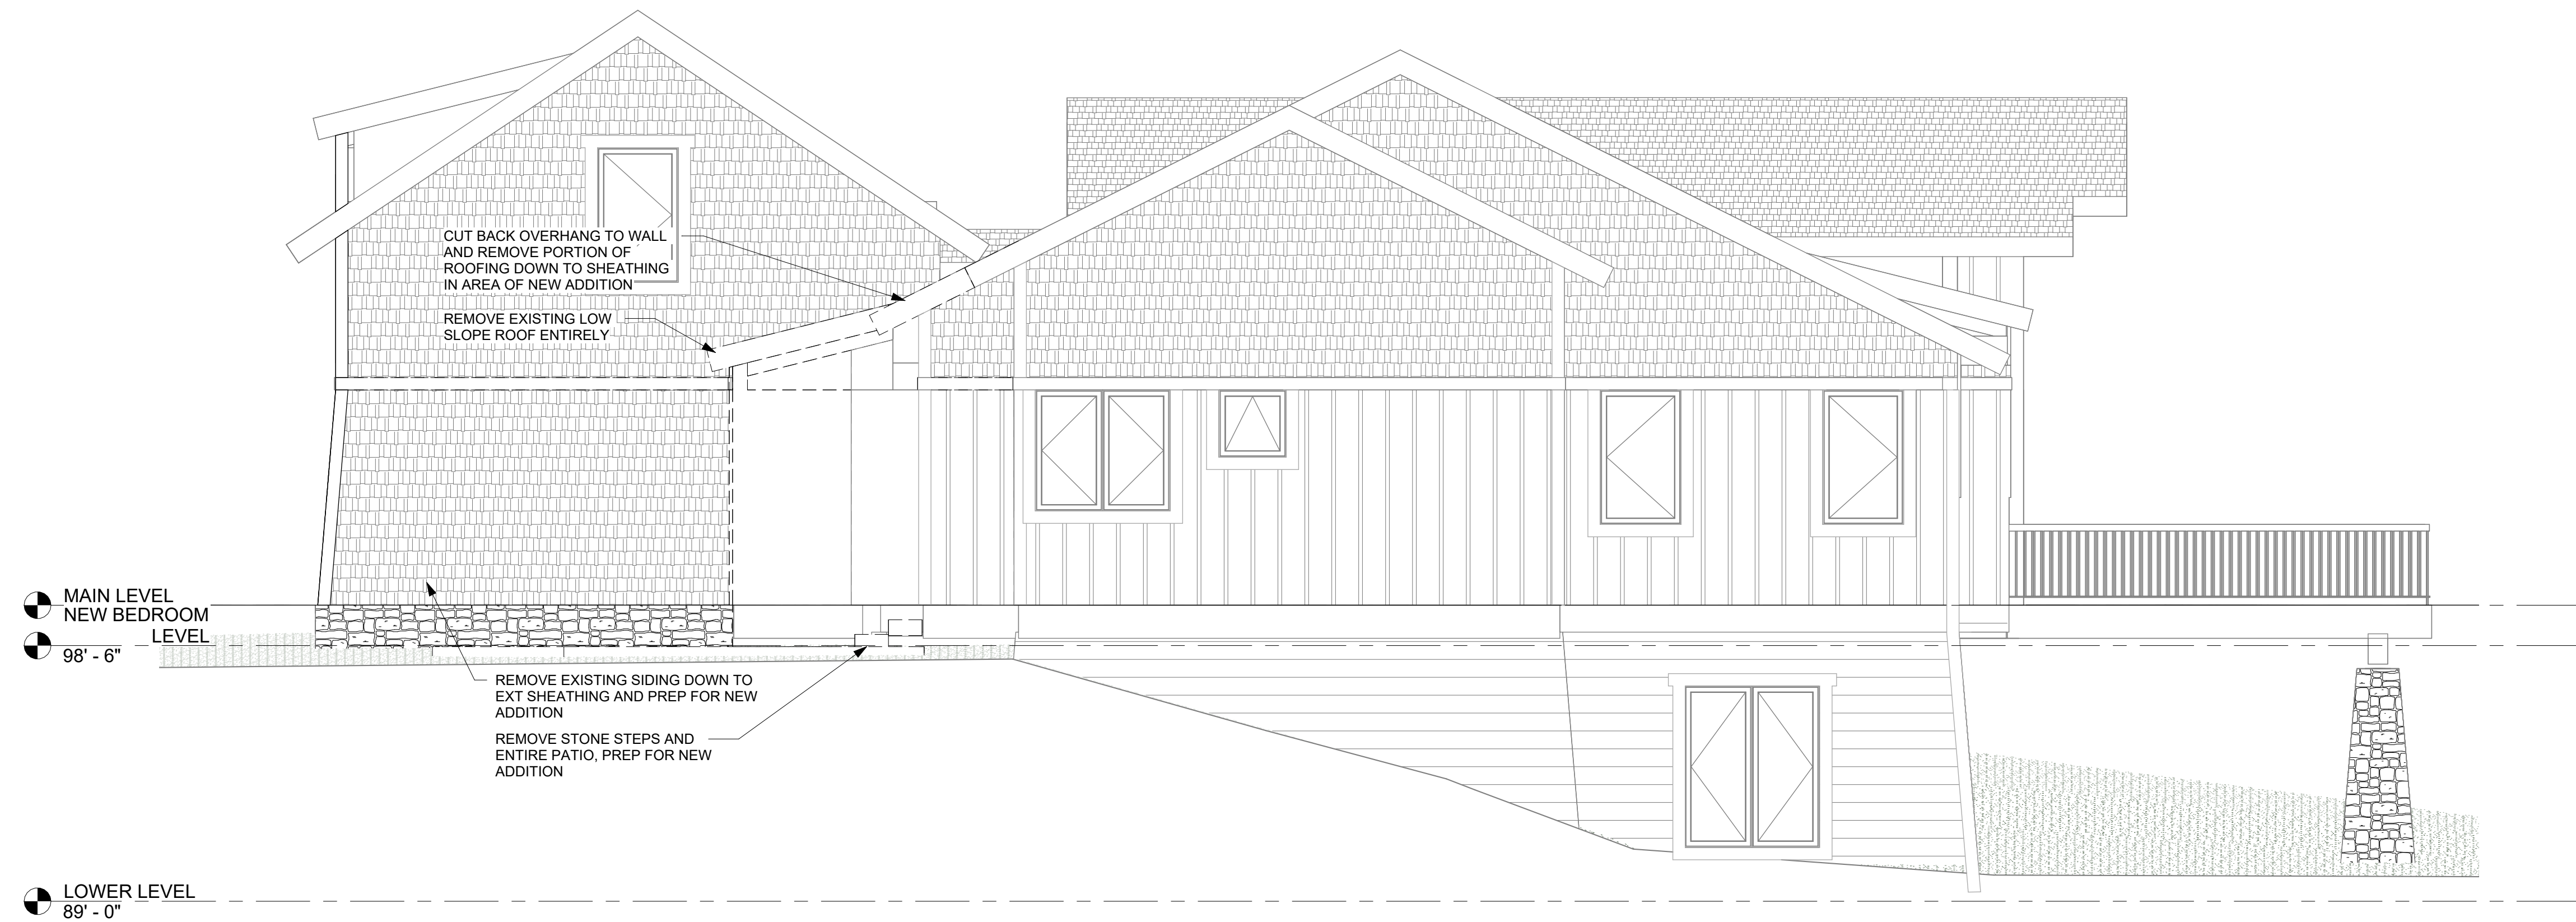 CUT BACK OVERHANG TO WALL
AND REMOVE PORTION OF
ROOFING DOWN TO SHEATHING
IN AREA OF NEW ADDITION
REMOVE EXISTING LOW
SLOPE ROOF ENTIRELY
MAIN LEVEL
NEW BEDROOM
LEVEL
98' - 6"
REMOVE EXISTING SIDING DOWN TO
EXT SHEATHING AND PREP FOR NEW
ADDITION
REMOVE STONE STEPS AND
ENTIRE PATIO, PREP FOR NEW
ADDITION
LOWER LEVEL
89' - 0"